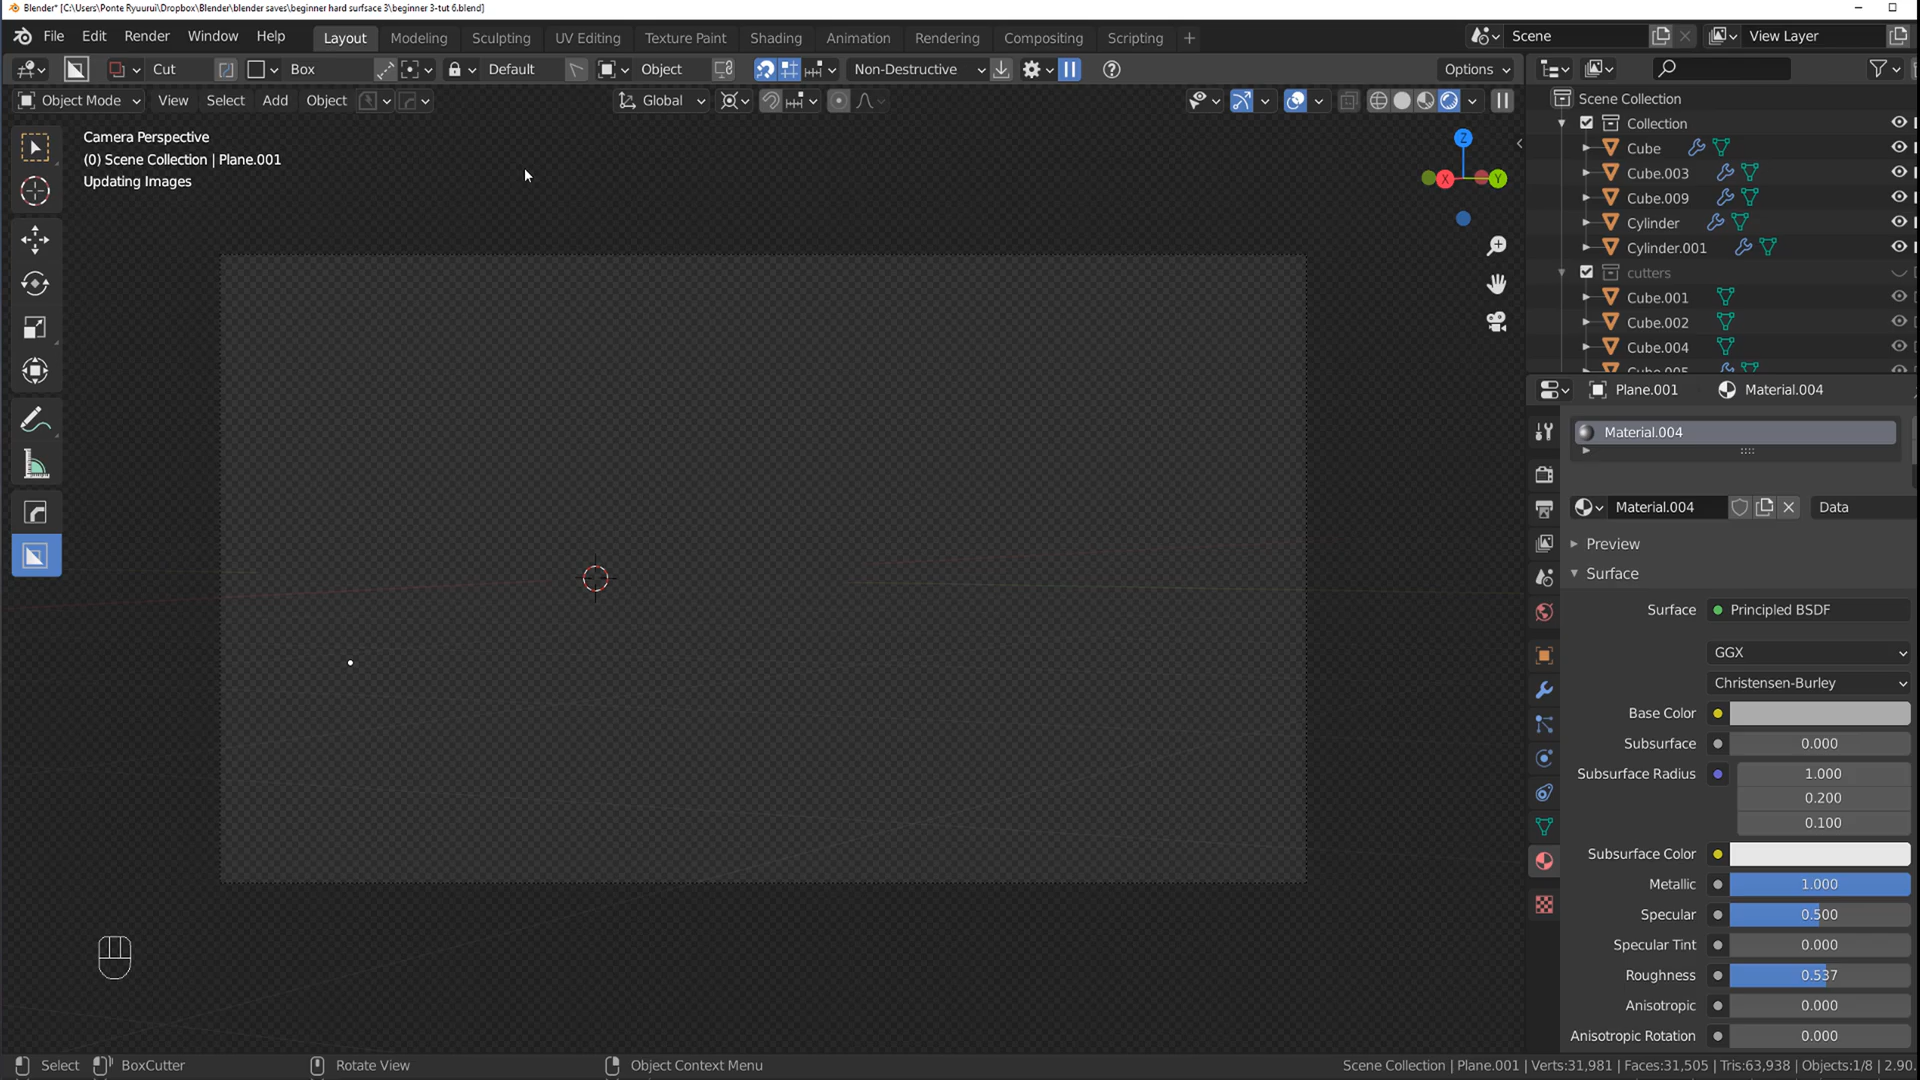 Blender* [C:\Users\Ponte Ryuurui\Dropbox\Blender\blender saves\beginner hard surfsace 3\beginner 3-tut 6.blend]
File Edit Render Window Help Layout Modeling Sculpting UV Editing Texture Paint Shading Animation Rendering Compositing Scripting + Scene View Layer
Cut Box Default Object Non-Destructive Options
Object Mode View Select Add Object Global
Camera Perspective
(0) Scene Collection | Plane.001
Updating Images
Z
X
Y
Scene Collection
Collection
Cube
Cube.003
Cube.009
Cylinder
Cylinder.001
cutters
Cube.001
Cube.002
Cube.004
Cube.005
Plane.001 Material.004
Material.004
Material.004 Data
Preview
Surface
Surface Principled BSDF
GGX
Christensen-Burley
Base Color
Subsurface 0.000
Subsurface Radius 1.000
0.200
0.100
Subsurface Color
Metallic 1.000
Specular 0.500
Specular Tint 0.000
Roughness 0.537
Anisotropic 0.000
Anisotropic Rotation 0.000
Select BoxCutter Rotate View Object Context Menu Scene Collection | Plane.001 | Verts:31,981 | Faces:31,505 | Tris:63,938 | Objects:1/8 | 2.90.